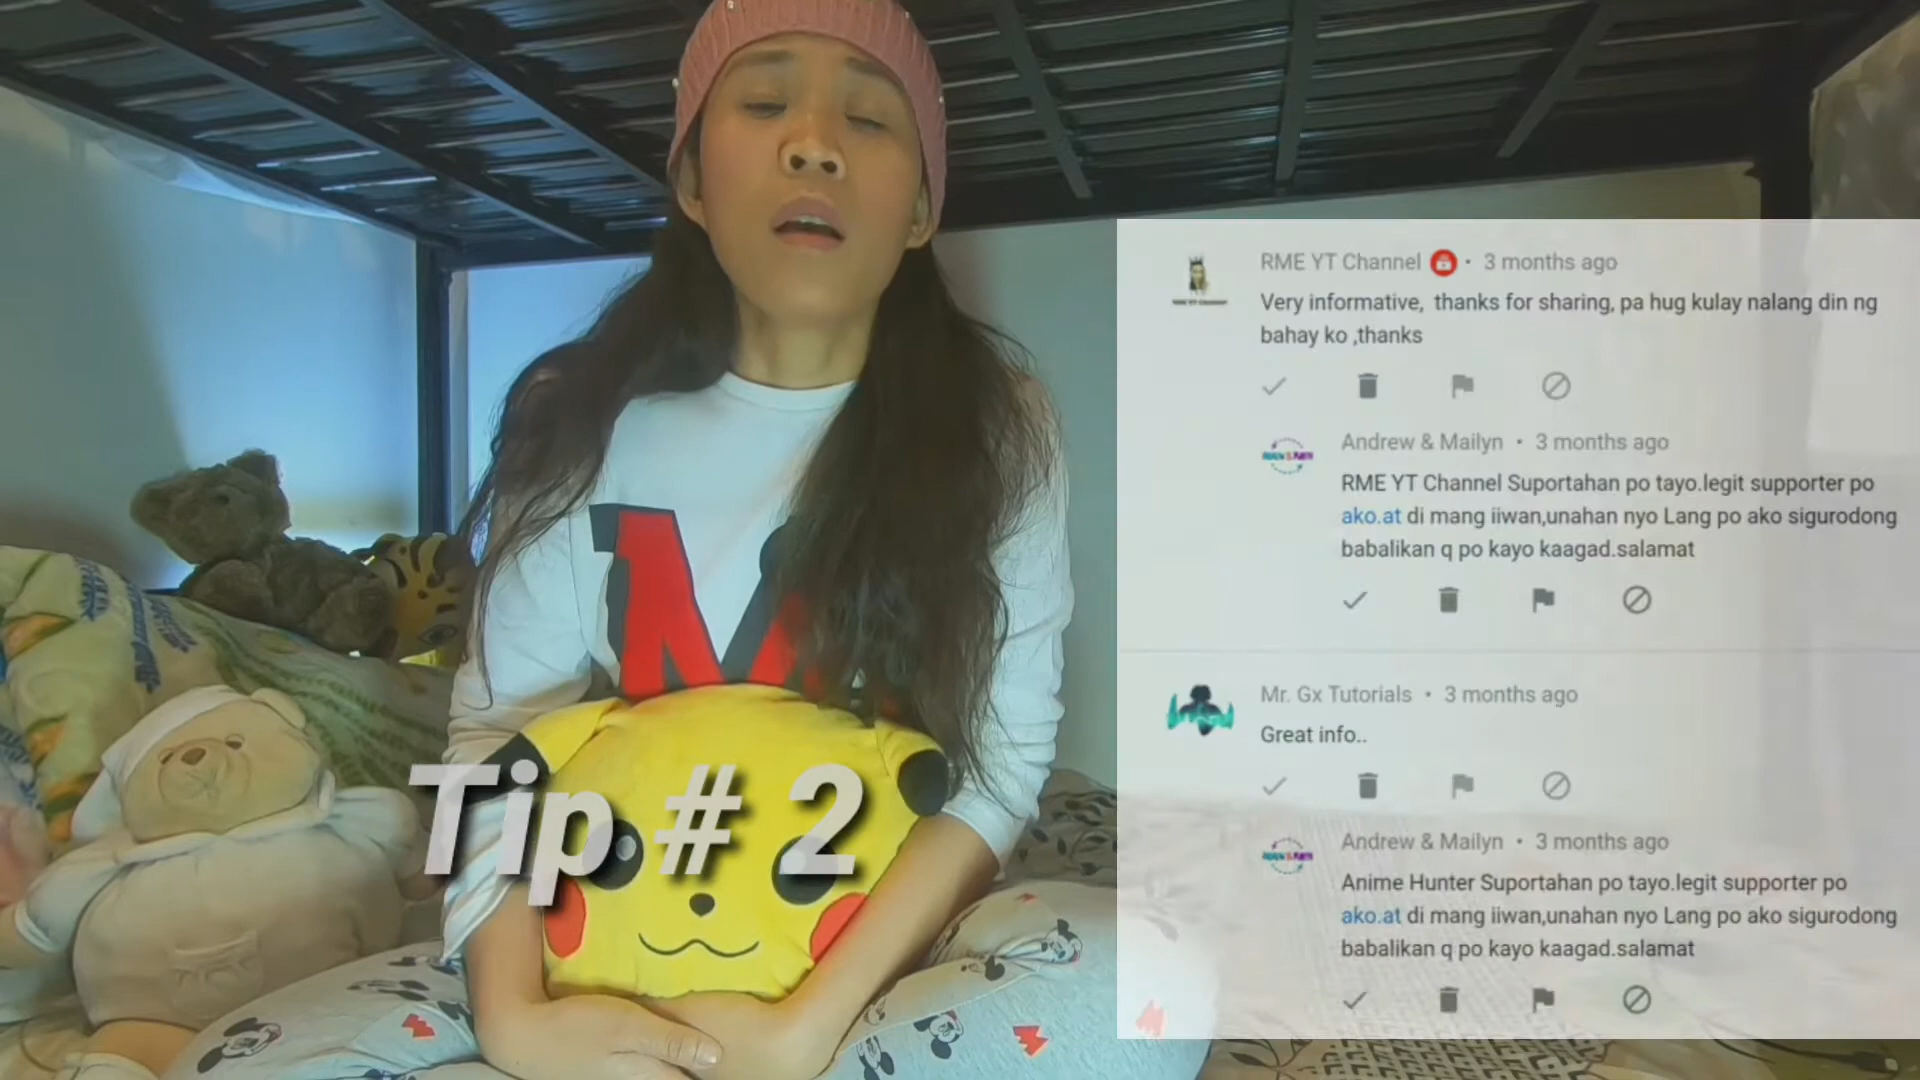 RME YT Channel • 3 months ago
Very informative, thanks for sharing, pa hug kulay nalang din ng
bahay ko ,thanks
Andrew & Mailyn • 3 months ago
RME YT Channel Suportahan po tayo.legit supporter po
ako.at di mang iiwan,unahan nyo Lang po ako sigurodong
babalikan q po kayo kaagad.salamat
Mr. Gx Tutorials • 3 months ago
Great info..
Andrew & Mailyn • 3 months ago
Anime Hunter Suportahan po tayo.legit supporter po
ako.at di mang iiwan,unahan nyo Lang po ako sigurodong
babalikan q po kayo kaagad.salamat
Tip # 2
M